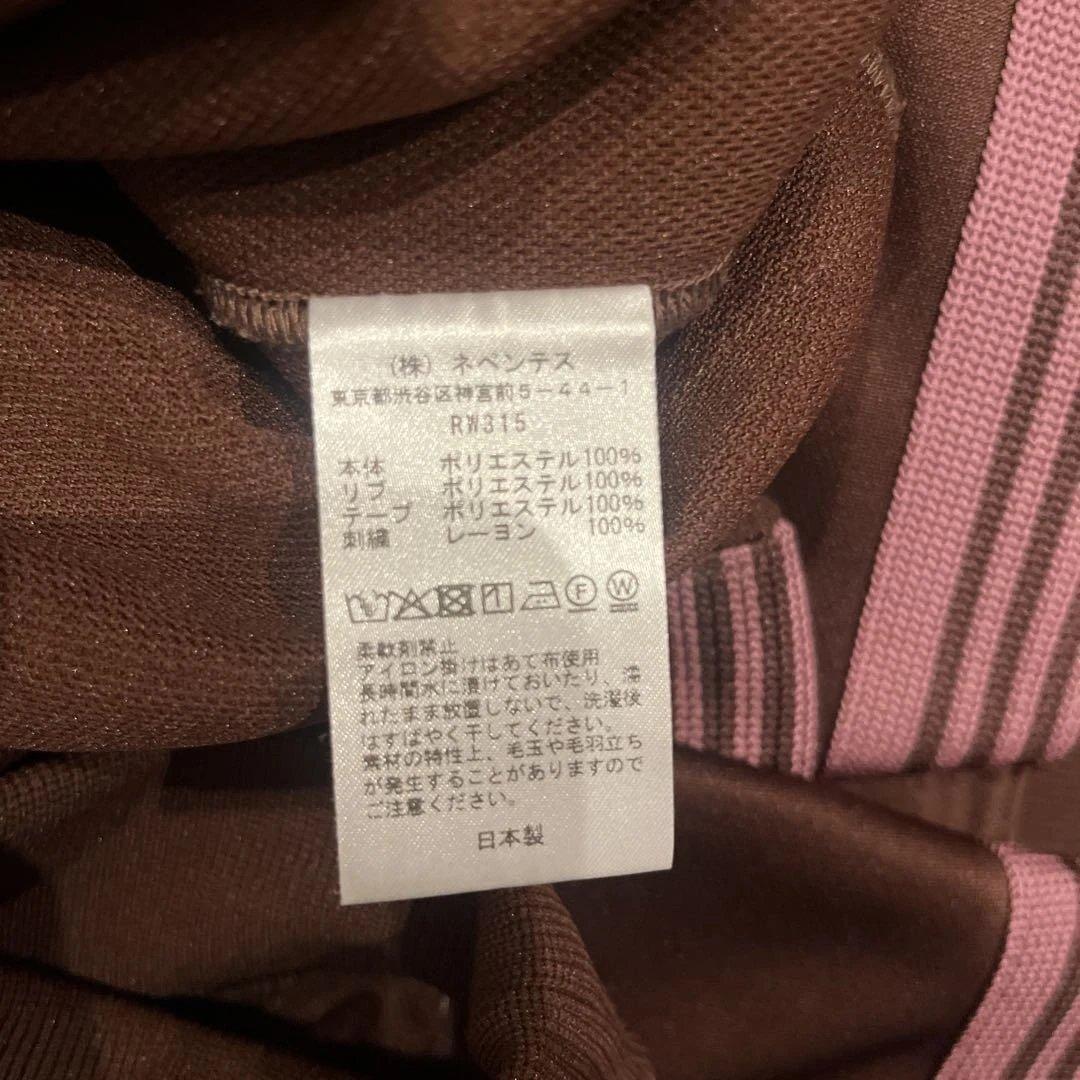 (株) ネペンテス
東京都渋谷区神宮前5-44-1
RW315
本体 ポリエステル100%
リブ ポリエステル100%
テープ ポリエステル100%
刺繍 レーヨン 100%
F W
柔軟剤禁止
アイロン掛けはあて布使用
長時間水に漬けておいたり、濡
れたまま放置しないで、洗濯後
はすばやく干してください。
素材の特性上、毛玉や毛羽立ち
が発生することがありますので
ご注意ください。
日本製